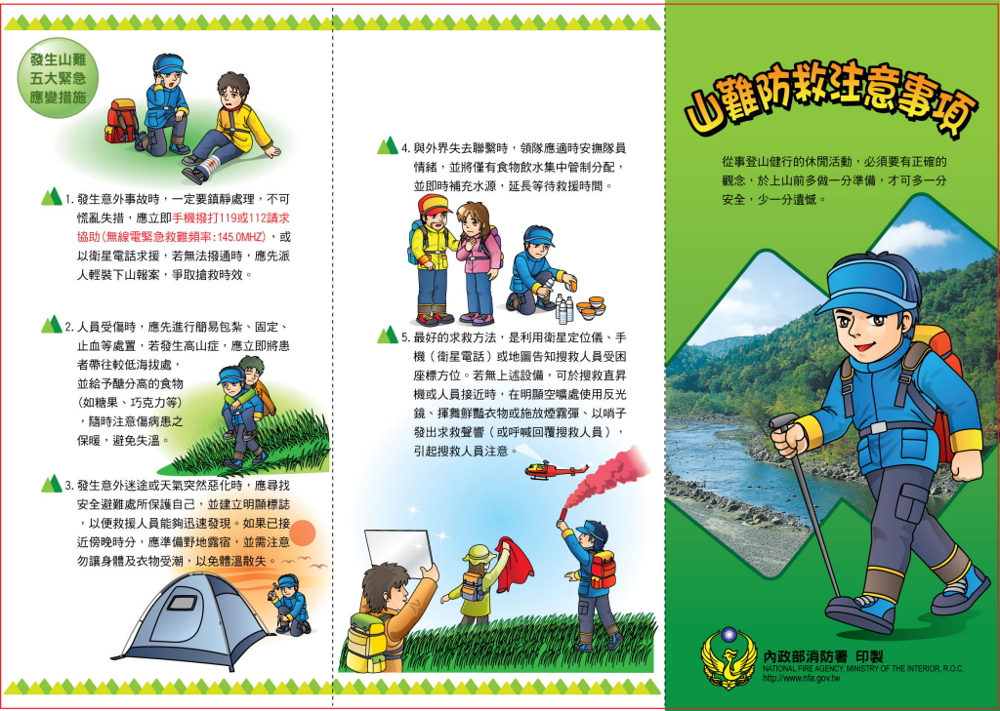 發生山難
五大緊急
應變措施
1. 發生意外事故時，一定要鎮靜處理，不可
慌亂失措，應立即手機撥打119或112請求
協助(無線電緊急救難頻率:145.0MHZ)，或
以衛星電話求援，若無法撥通時，應先派
人輕裝下山報案，爭取搶救時效。
2. 人員受傷時，應先進行簡易包紮、固定、
止血等處置，若發生高山症，應立即將患
者帶往較低海拔處，
並給予醣分高的食物
(如糖果、巧克力等)
，隨時注意傷病患之
保暖，避免失溫。
3. 發生意外迷途或天氣突然惡化時，應尋找
安全避難處所保護自己，並建立明顯標誌
，以便救援人員能夠迅速發現。如果已接
近傍晚時分，應準備野地露宿，並需注意
勿讓身體及衣物受潮，以免體溫散失。
4. 與外界失去聯繫時，領隊應適時安撫隊員
情緒，並將僅有食物飲水集中管制分配，
並即時補充水源，延長等待救援時間。
5. 最好的求救方法，是利用衛星定位儀、手
機（衛星電話）或地圖告知搜救人員受困
座標方位。若無上述設備，可於搜救直昇
機或人員接近時，在明顯空曠處使用反光
鏡、揮舞鮮豔衣物或施放煙霧彈、以哨子
發出求救聲響（或呼喊回覆搜救人員），
引起搜救人員注意。
山難防救注意事項
從事登山健行的休閒活動，必須要有正確的
觀念，於上山前多做一分準備，才可多一分
安全，少一分遺憾。
內政部消防署 印製
NATIONAL FIRE AGENCY, MINISTRY OF THE INTERIOR, R.O.C.
http://www.nfa.gov.tw